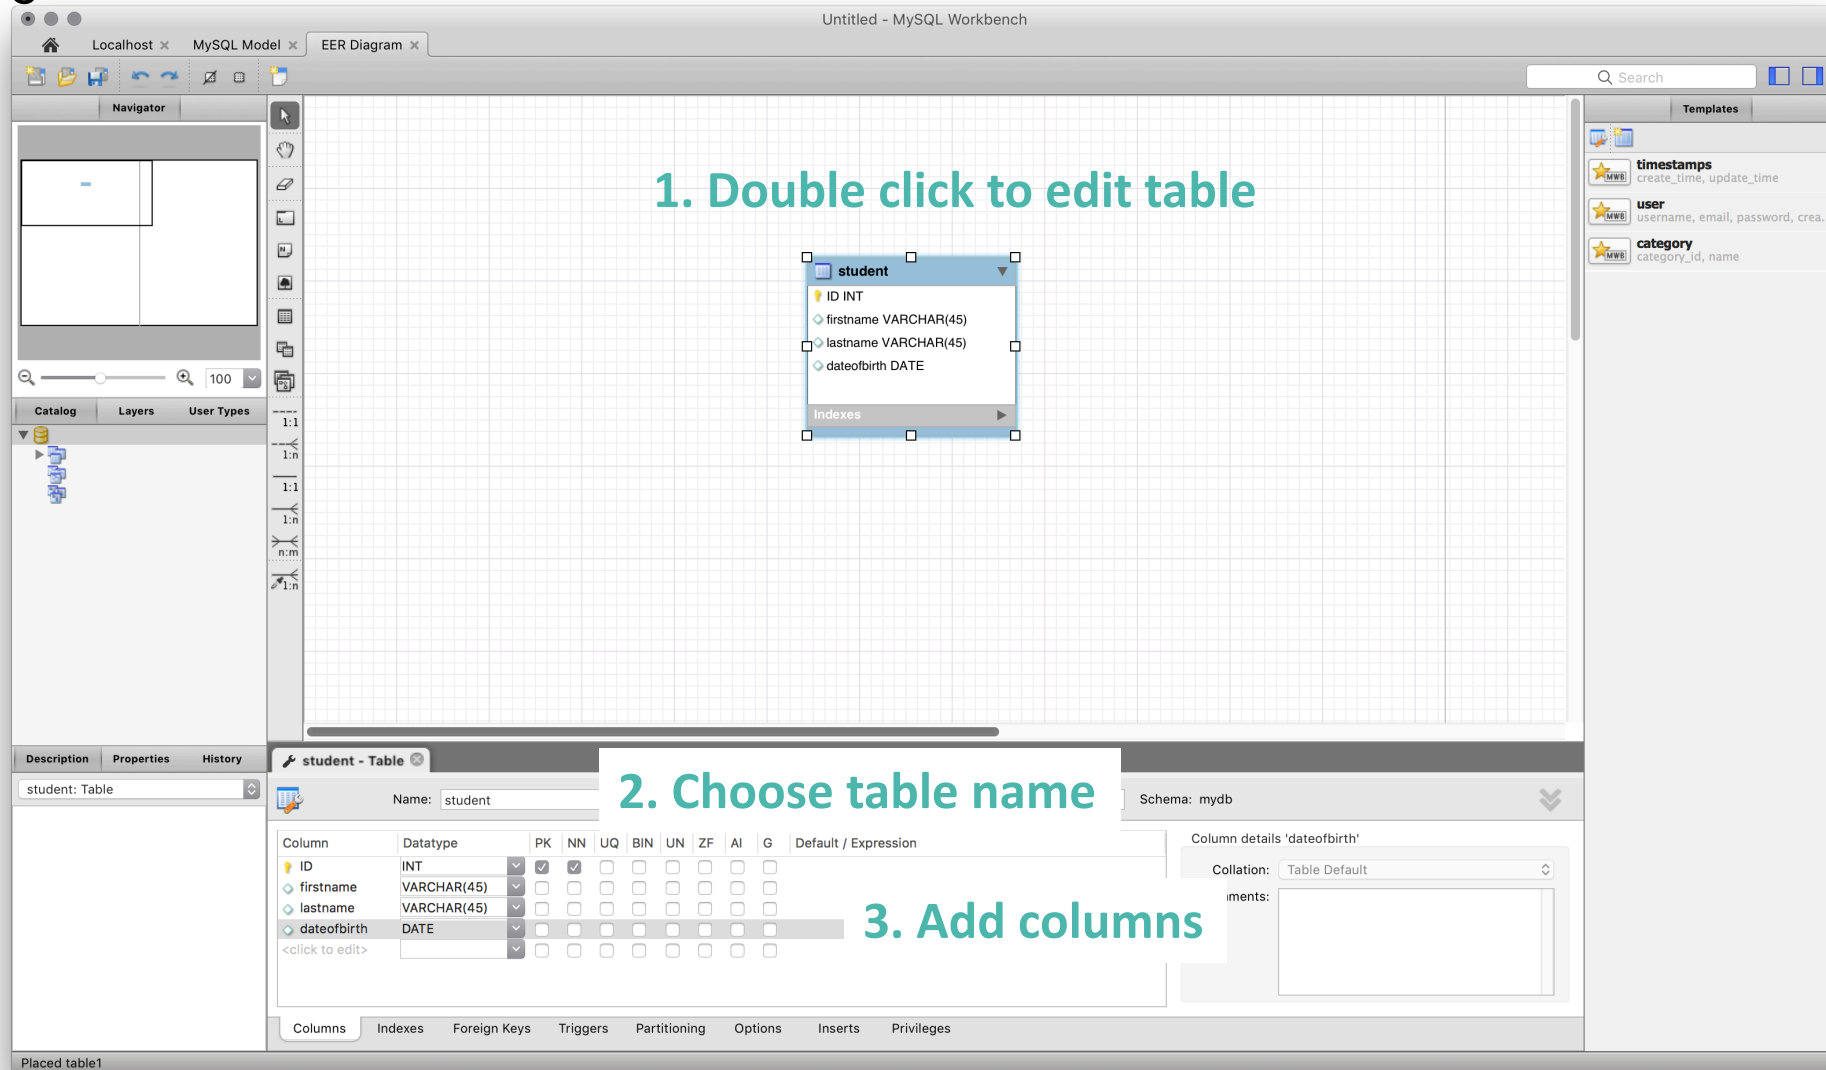 Untitled - MySQL Workbench
Localhost × MySQL Model × EER Diagram ×
Search
Navigator
Templates
timestamps
create_time, update_time
user
username, email, password, crea.
category
category_id, name
1. Double click to edit table
student
ID INT
firstname VARCHAR(45)
lastname VARCHAR(45)
dateofbirth DATE
Indexes
100
Catalog Layers User Types
1:1
1:n
1:1
1:n
n:m
1:n
Description Properties History
student: Table
student - Table
Name: student
2. Choose table name
Schema: mydb
Column Datatype PK NN UQ BIN UN ZF AI G Default / Expression
ID INT
firstname VARCHAR(45)
lastname VARCHAR(45)
dateofbirth DATE
<click to edit>
3. Add columns
Column details 'dateofbirth'
Collation: Table Default
ments:
Columns Indexes Foreign Keys Triggers Partitioning Options Inserts Privileges
Placed table1